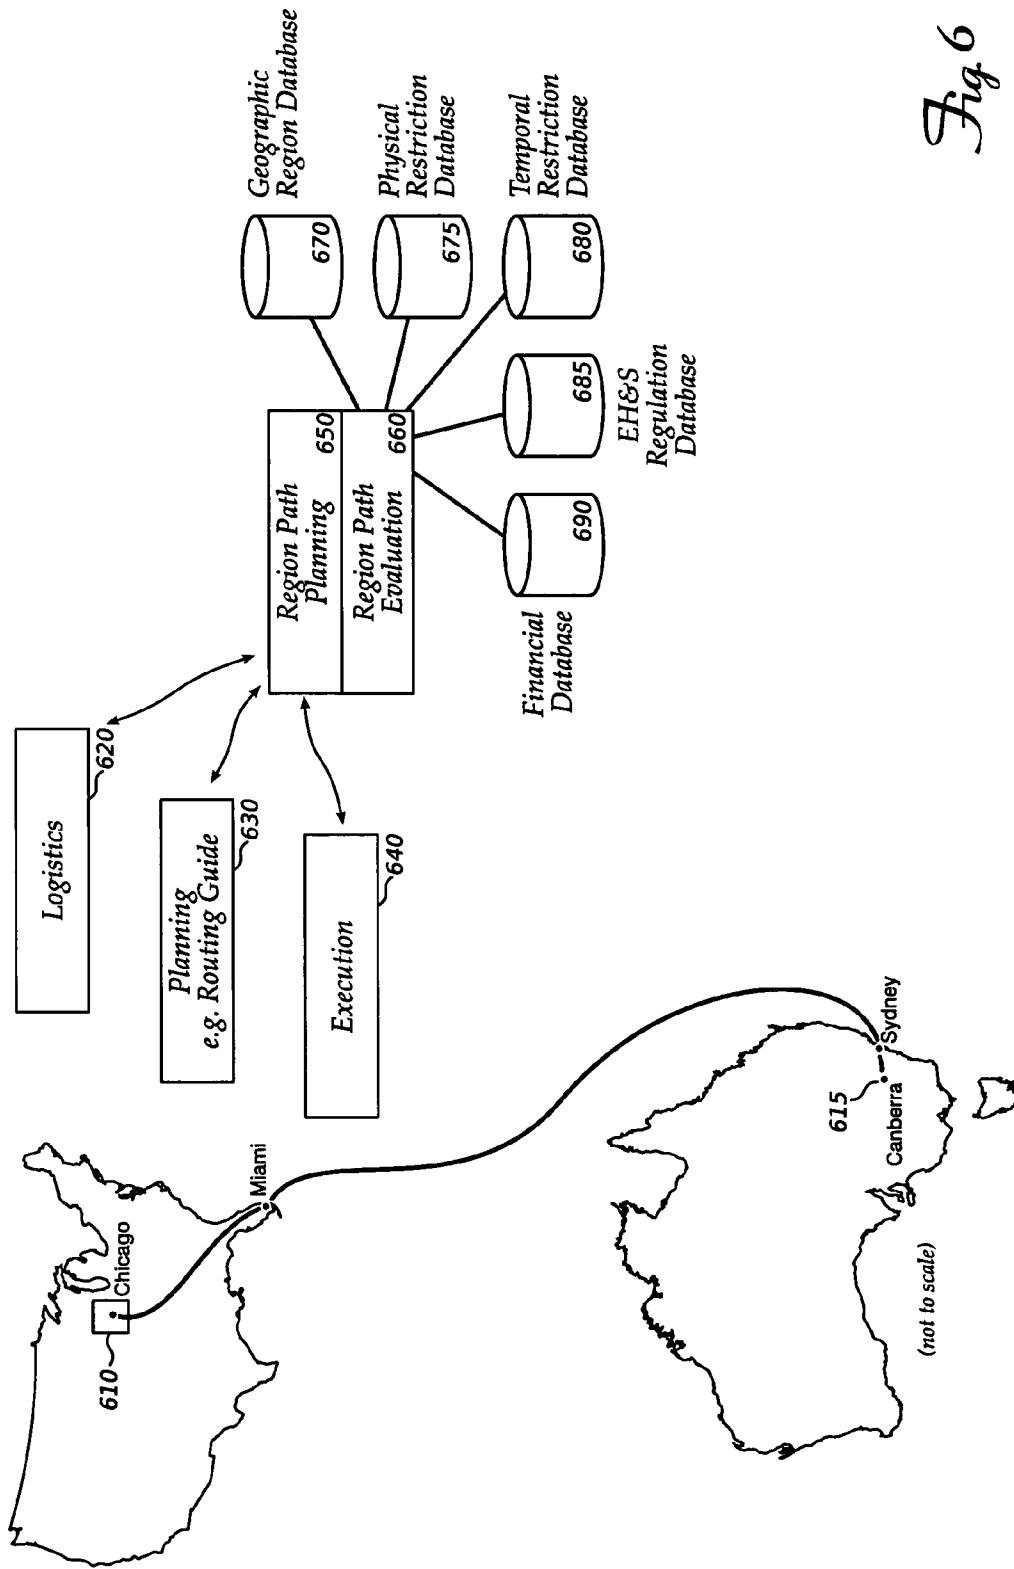 Logistics
620
Planning
e.g. Routing Guide
630
Execution
640
Region Path
Planning
650
Region Path
Evaluation
660
Geographic
Region Database
670
Physical
Restriction
Database
675
Temporal
Restriction
Database
680
685
EH&S
Regulation
Database
690
Financial
Database
610
Chicago
Miami
615
Canberra
Sydney
(not to scale)
Fig. 6